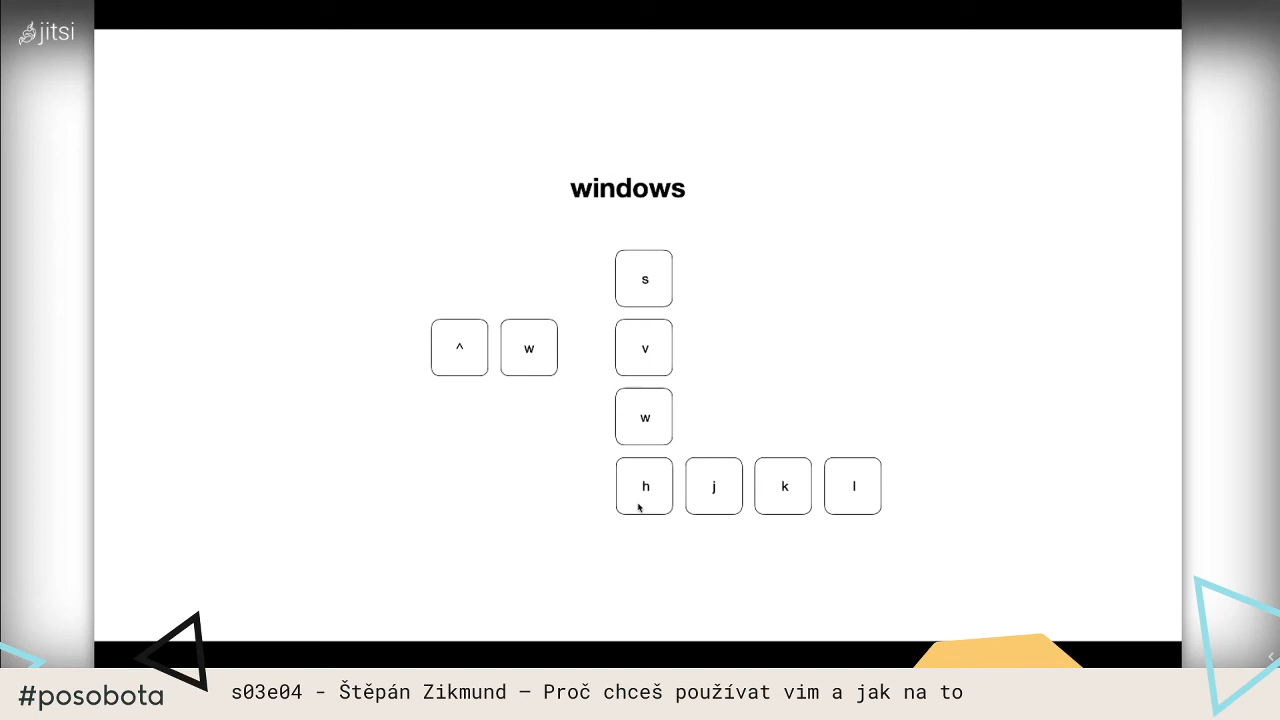 jitsi
windows
s
^ w v
w
h j k l
#posobota
s03e04 - Štěpán Zikmund – Proč chceš používat vim a jak na to